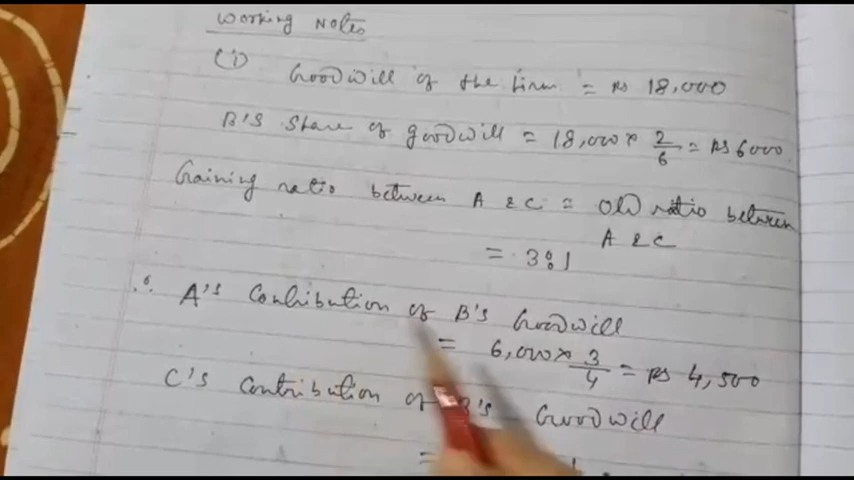 Working Notes
(i) Goodwill of the firm = Rs 18,000
B's Share of goodwill = 18,000 × 2/6 = Rs 6000
Gaining ratio between A & C = Old ratio between
A & C
= 3:1
∴ A's Contribution of B's Goodwill
= 6,000 × 3/4 = Rs 4,500
C's Contribution of B's Goodwill
=